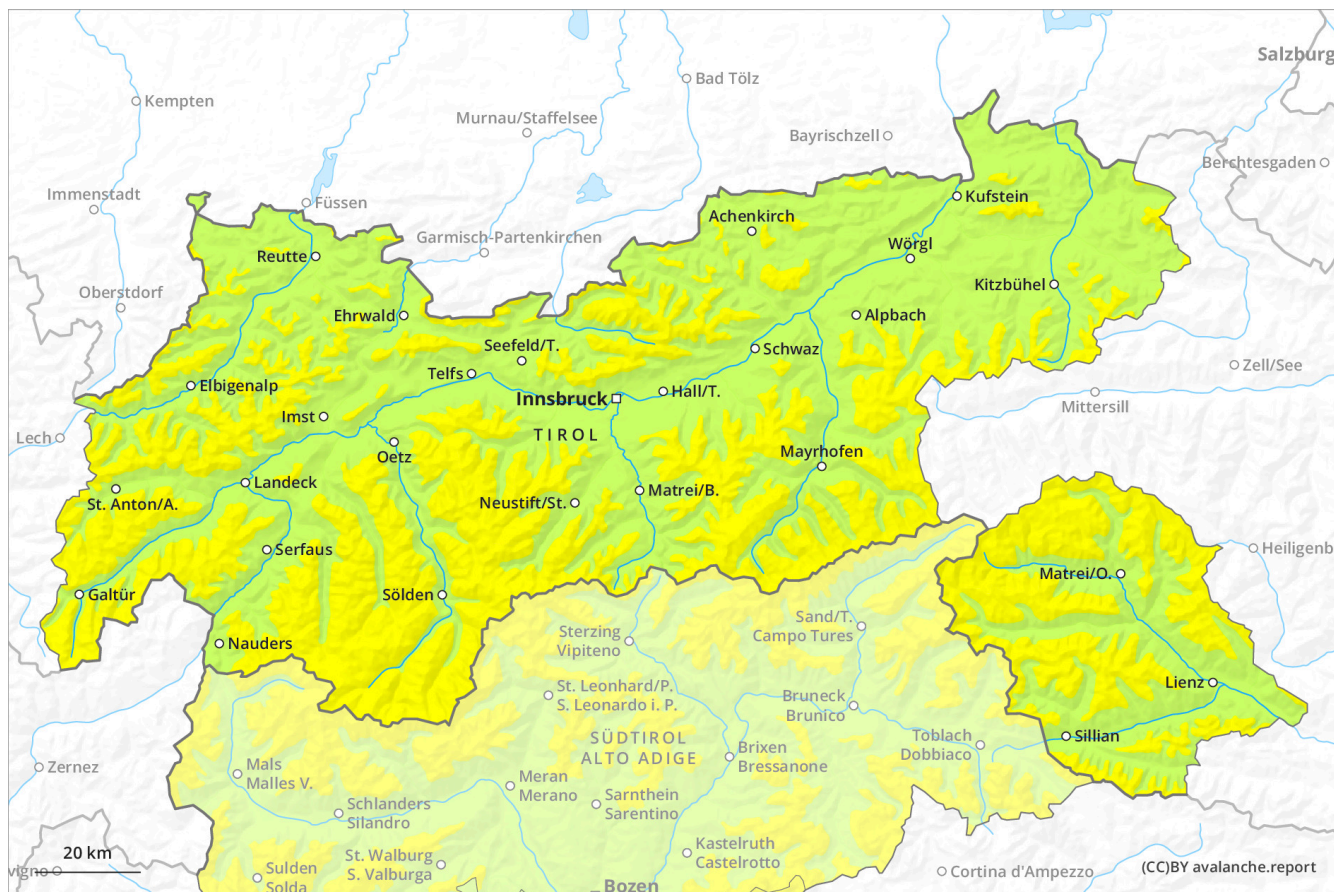 Salzburg
Kempten
Bad Tölz
Murnau/Staffelsee
Bayrischzell
Berchtesgaden
Immenstadt
Füssen
Kufstein
Achenkirch
Garmisch-Partenkirchen
Wörgl
Reutte
Oberstdorf
Kitzbühel
Ehrwald
Alpbach
Seefeld/T.
Schwaz
Telfs
Zell/See
Elbigenalp
Innsbruck
Hall/T.
Mittersill
Imst
TIROL
Lech
Oetz
Mayrhofen
Landeck
St. Anton/A.
Neustift/St.
Matrei/B.
Serfaus
Heiligenb
Matrei/O.
Galtür
Sölden
Sterzing
Vipiteno
Sand/T.
Campo Tures
Nauders
St. Leonhard/P.
S. Leonardo i. P.
Bruneck
Brunico
Lienz
SÜDTIROL
ALTO ADIGE
Toblach
Dobbiaco
Sillian
Brixen
Bressanone
Zernez
Mals
Malles V.
Meran
Merano
Sarnthein
Sarentino
Schlanders
Silandro
20 km
vigno
St. Walburg
S. Valburga
Kastelruth
Castelrotto
Sulden
Solda
Cortina d'Ampezzo
(CC)BY avalanche.report
Bozen